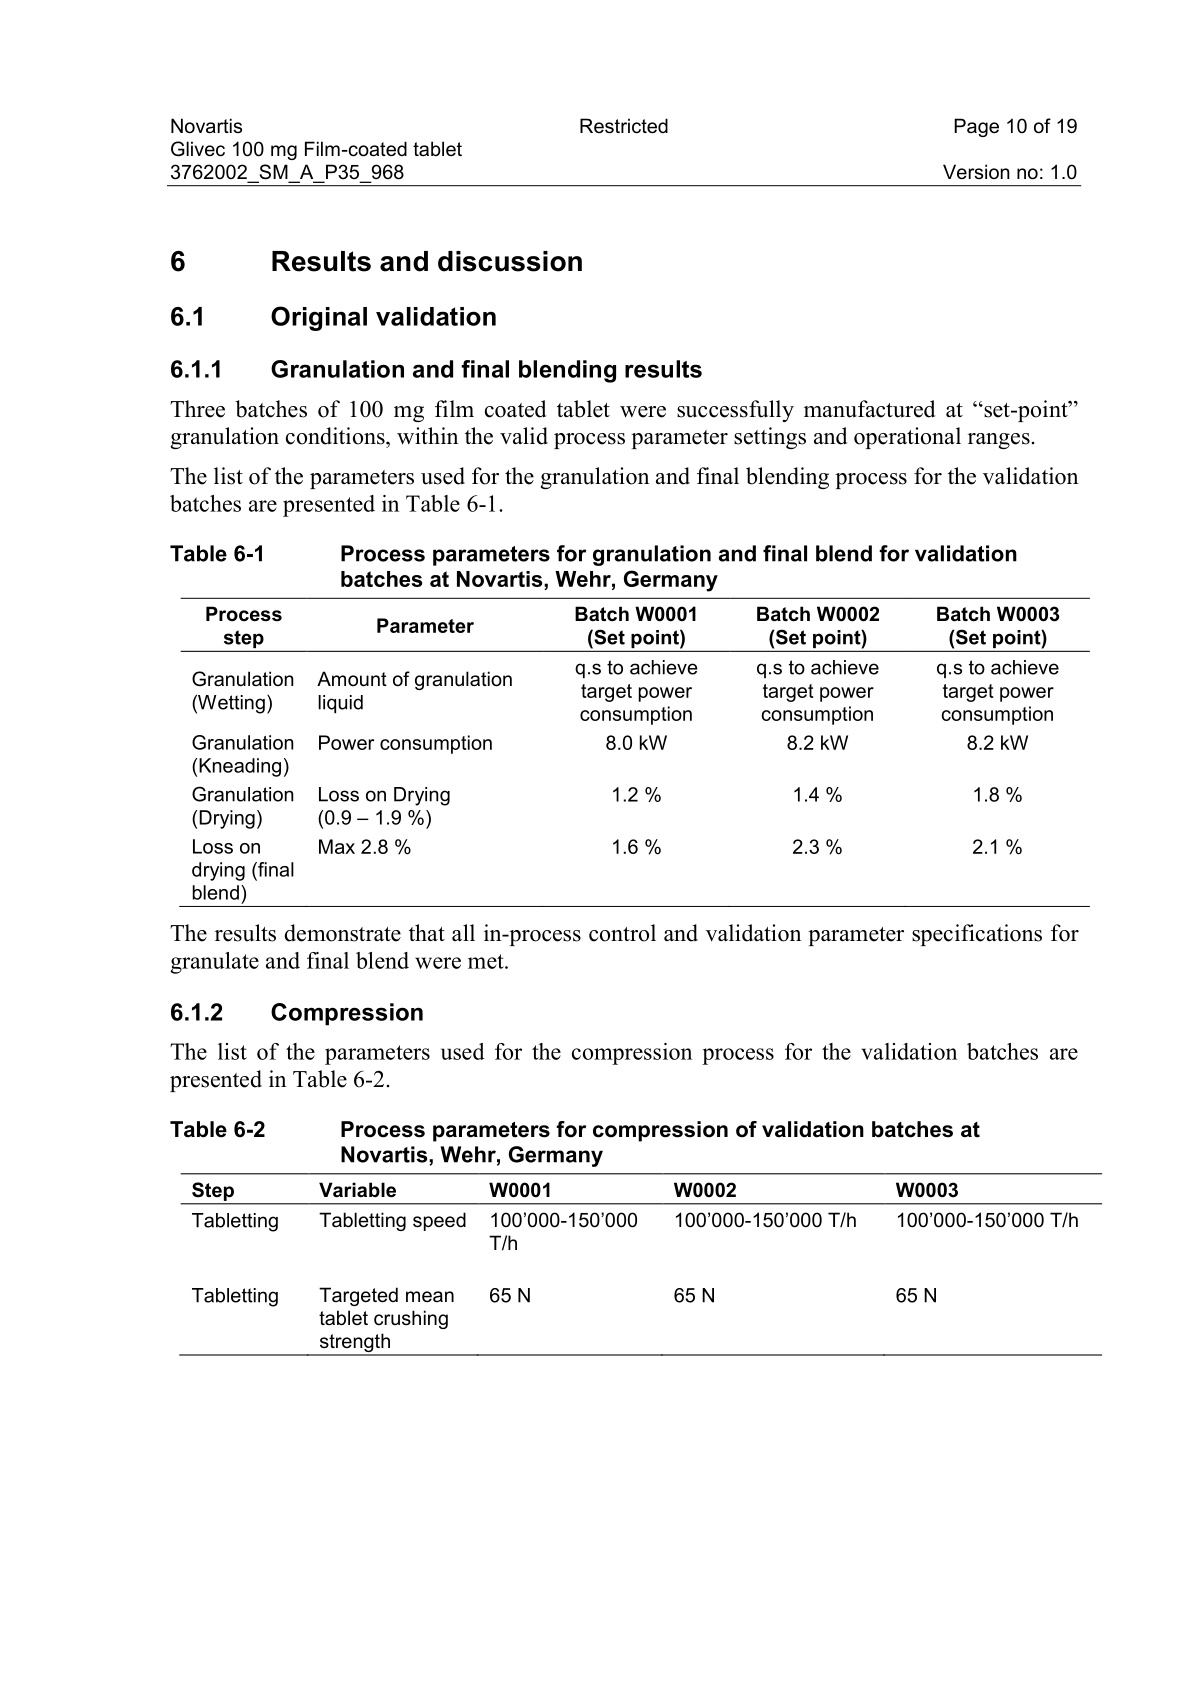 Novartis Restricted Page 10 of 19
Glivec 100 mg Film-coated tablet
3762002_SM_A_P35_968 Version no: 1.0
6 Results and discussion
6.1 Original validation
6.1.1 Granulation and final blending results
Three batches of 100 mg film coated tablet were successfully manufactured at “set-point”
granulation conditions, within the valid process parameter settings and operational ranges.
The list of the parameters used for the granulation and final blending process for the validation
batches are presented in Table 6-1.
Table 6-1 Process parameters for granulation and final blend for validation
batches at Novartis, Wehr, Germany
Process Parameter Batch W0001 Batch W0002 Batch W0003
step (Set point) (Set point) (Set point)
Granulation Amount of granulation q.s to achieve q.s to achieve q.s to achieve
(Wetting) liquid target power target power target power
consumption consumption consumption
Granulation Power consumption 8.0 kW 8.2 kW 8.2 kW
(Kneading)
Granulation Loss on Drying 1.2 % 1.4 % 1.8 %
(Drying) (0.9 – 1.9 %)
Loss on Max 2.8 % 1.6 % 2.3 % 2.1 %
drying (final
blend)
The results demonstrate that all in-process control and validation parameter specifications for
granulate and final blend were met.
6.1.2 Compression
The list of the parameters used for the compression process for the validation batches are
presented in Table 6-2.
Table 6-2 Process parameters for compression of validation batches at
Novartis, Wehr, Germany
Step Variable W0001 W0002 W0003
Tabletting Tabletting speed 100’000-150’000 100’000-150’000 T/h 100’000-150’000 T/h
T/h
Tabletting Targeted mean 65 N 65 N 65 N
tablet crushing
strength